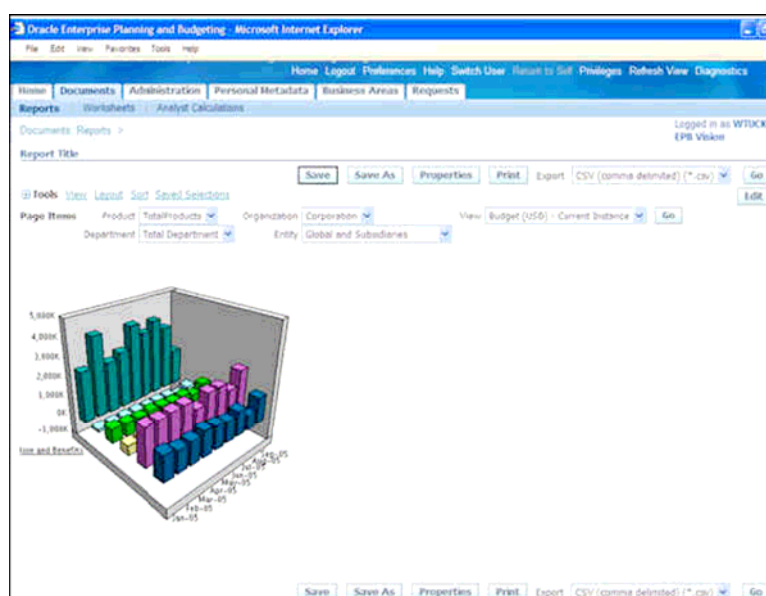 Oracle Enterprise Planning and Budgeting - Microsoft Internet Explorer
File Edit View Favorites Tools Help
Home Logout Preferences Help Switch User Return to Self Privileges Refresh View Diagnostics
Home Documents Administration Personal Metadata Business Areas Requests
Reports Worksheets Analyst Calculations
Logged in as WTUCK
Documents Reports >
EPB Vision
Report Title
Save Save As Properties Print Export CSV (comma delimited) (*.csv) Go
Tools View Layout Sort Saved Selections
Edit
Page Items Product TotalProducts Organization Corporation View Budget (USD) - Current Instance Go
Department Total Department Entity Global and Subsidiaries
5,000K
4,000K
3,000K
2,000K
1,000K
0K
-1,000K
and Benefits
Sep-05
Aug-05
Jul-05
Jun-05
May-05
Apr-05
Mar-05
Feb-05
Jan-05
Save Save As Properties Print Export CSV (comma delimited) (*.csv) Go